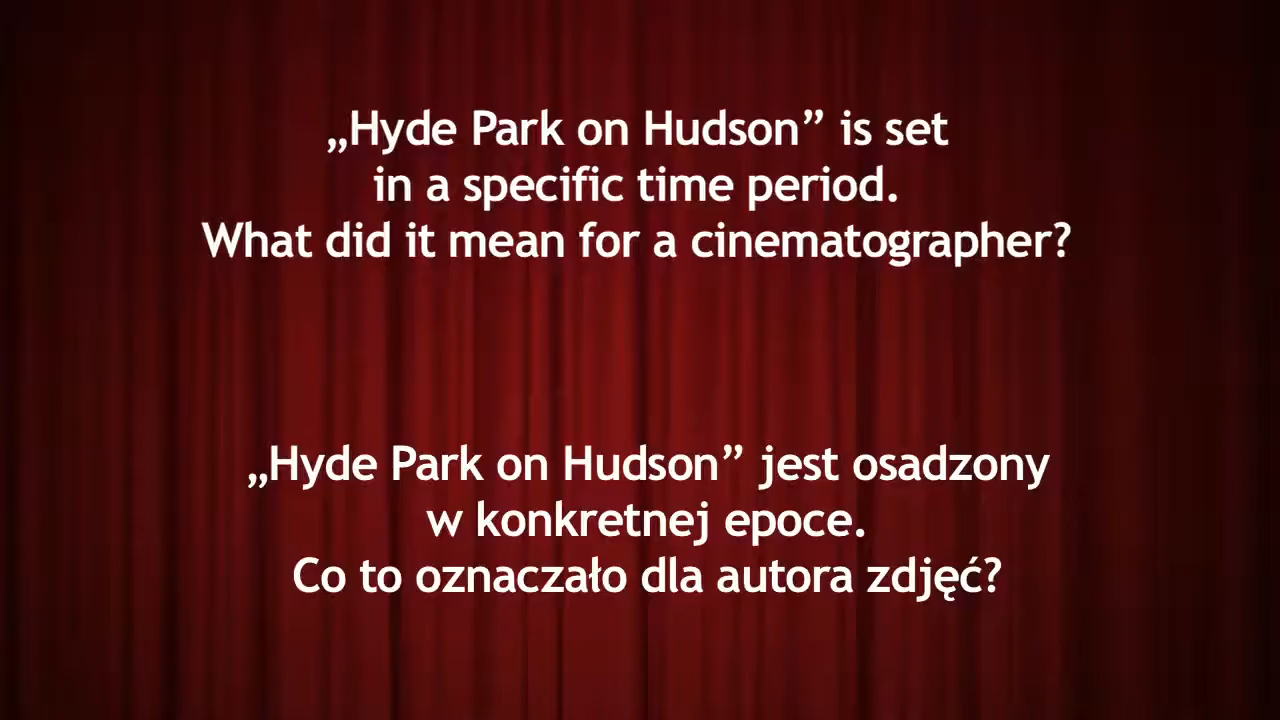 „Hyde Park on Hudson” is set
in a specific time period.
What did it mean for a cinematographer?
„Hyde Park on Hudson” jest osadzony
w konkretnej epoce.
Co to oznaczało dla autora zdjęć?